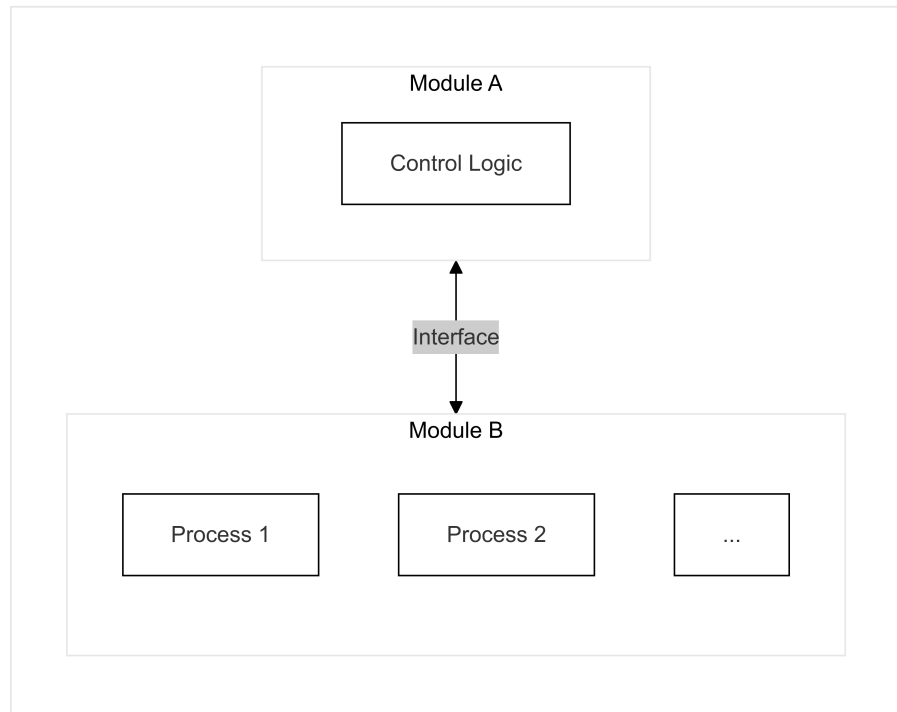 Module A
Control Logic
Interface
Module B
Process 1
Process 2
...